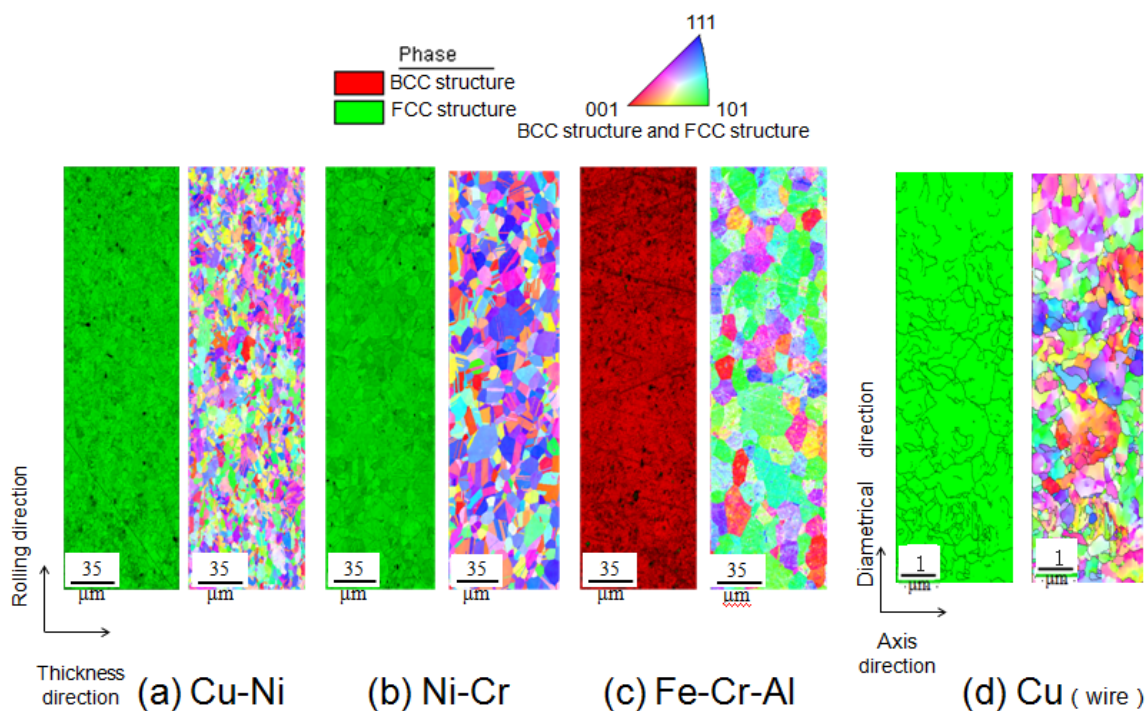 Phase
BCC structure
FCC structure
111
001
101
BCC structure and FCC structure
Rolling direction
Thickness
direction
35
μm
35
μm
35
μm
35
μm
35
μm
35
μm
Diametrical direction
1
μm
1
μm
Axis
direction
(a) Cu-Ni
(b) Ni-Cr
(c) Fe-Cr-Al
(d) Cu ( wire )